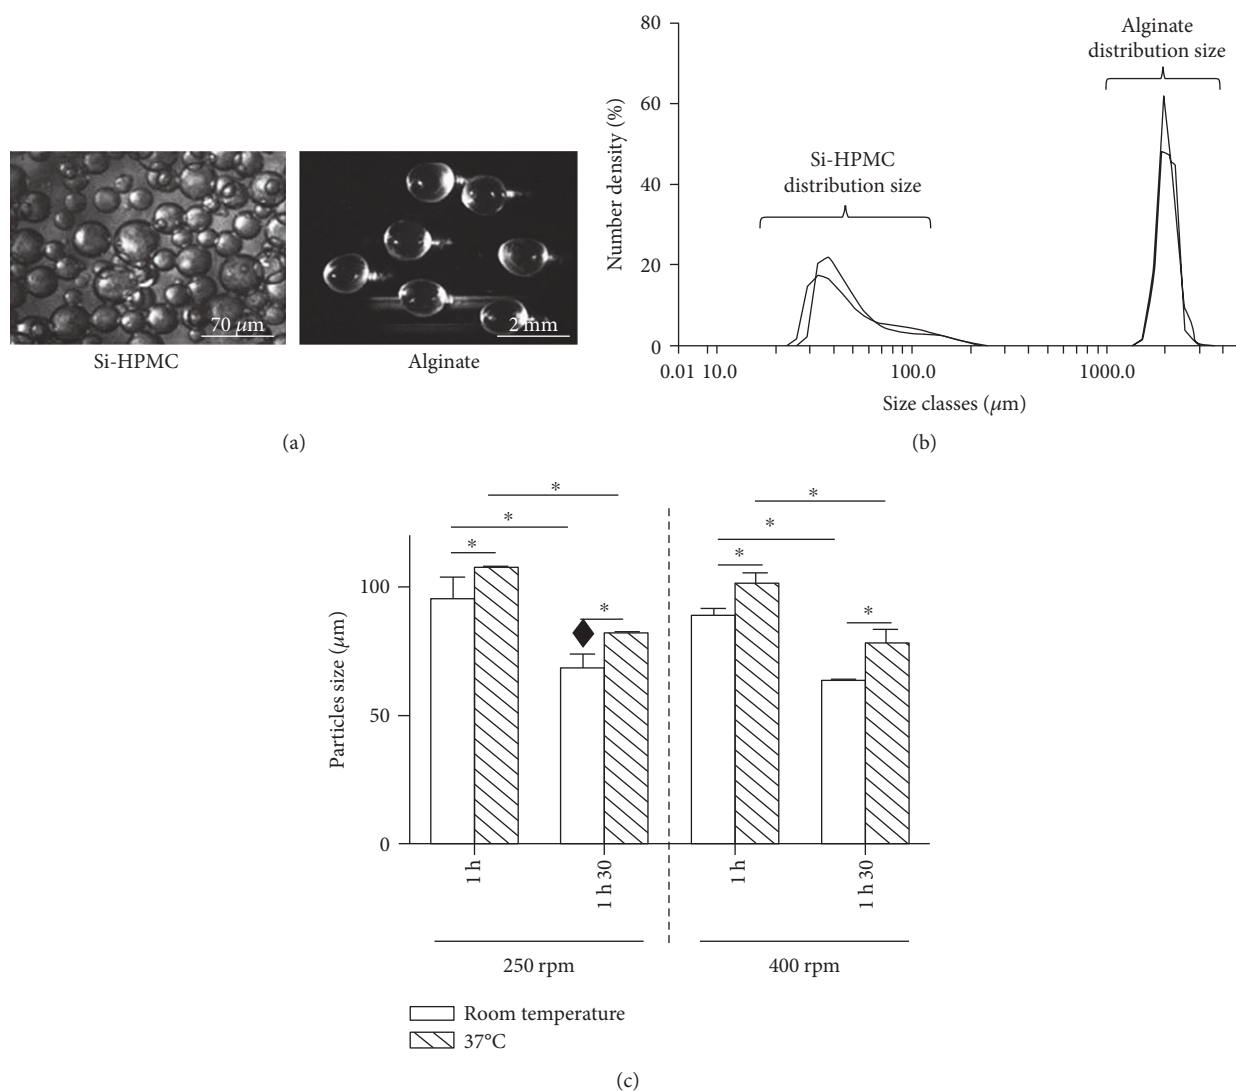 70 μm
Si-HPMC
2 mm
Alginate
(a)
80
60
40
20
0
Number density (%)
Si-HPMC
distribution size
Alginate
distribution size
0.01 10.0 100.0 1000.0
Size classes (μm)
(b)
100
50
0
Particles size (μm)
* * * * * * * *
1 h
1 h 30
1 h
1 h 30
250 rpm
400 rpm
Room temperature
37°C
(c)